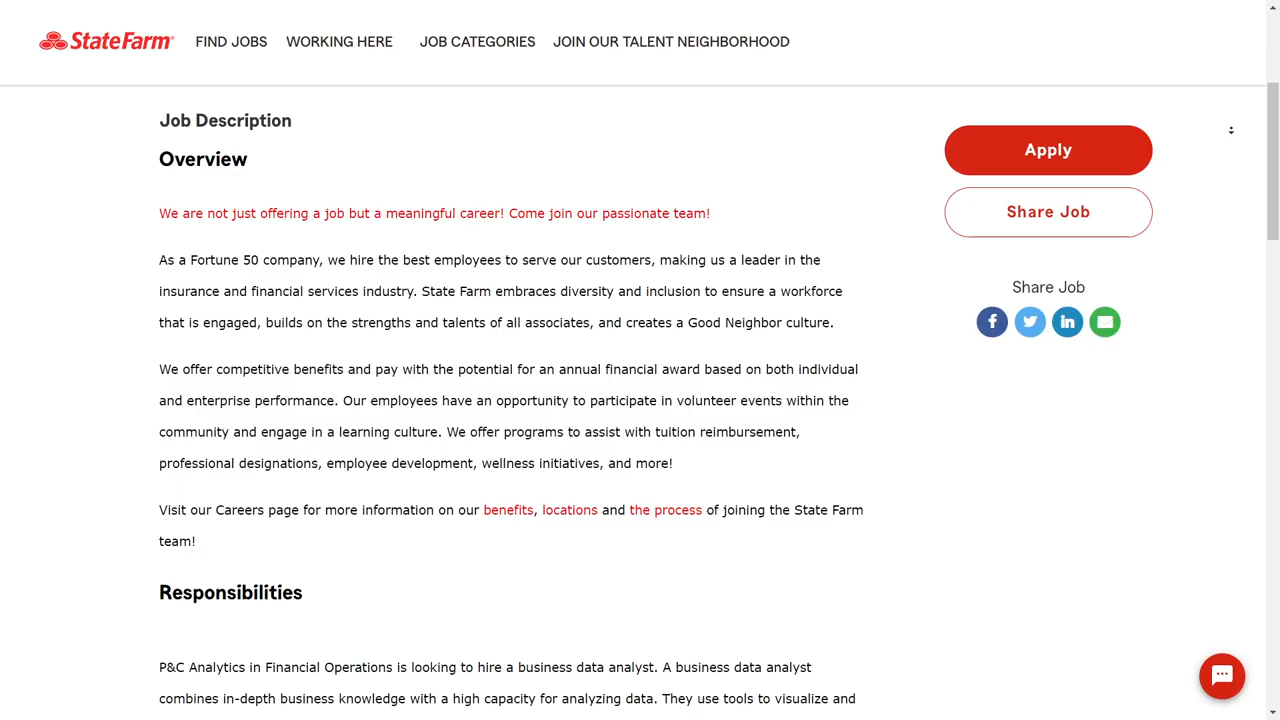 State Farm FIND JOBS WORKING HERE JOB CATEGORIES JOIN OUR TALENT NEIGHBORHOOD
Job Description
Overview
Apply
Share Job
We are not just offering a job but a meaningful career! Come join our passionate team!
As a Fortune 50 company, we hire the best employees to serve our customers, making us a leader in the
insurance and financial services industry. State Farm embraces diversity and inclusion to ensure a workforce
that is engaged, builds on the strengths and talents of all associates, and creates a Good Neighbor culture.
Share Job
We offer competitive benefits and pay with the potential for an annual financial award based on both individual
and enterprise performance. Our employees have an opportunity to participate in volunteer events within the
community and engage in a learning culture. We offer programs to assist with tuition reimbursement,
professional designations, employee development, wellness initiatives, and more!
Visit our Careers page for more information on our benefits, locations and the process of joining the State Farm
team!
Responsibilities
P&C Analytics in Financial Operations is looking to hire a business data analyst. A business data analyst
combines in-depth business knowledge with a high capacity for analyzing data. They use tools to visualize and